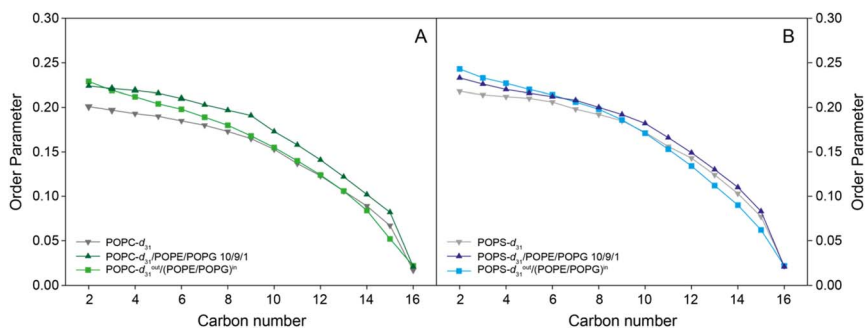 A
B
0.30
0.25
0.20
0.15
0.10
0.05
0.00
Order Parameter
2 4 6 8 10 12 14 16
Carbon number
POPC-d31
POPC-d31/POPE/POPG 10/9/1
POPC-d31out/(POPE/POPG)in
2 4 6 8 10 12 14 16
Carbon number
POPS-d31
POPS-d31/POPE/POPG 10/9/1
POPS-d31out/(POPE/POPG)in
0.30
0.25
0.20
0.15
0.10
0.05
0.00
Order Parameter